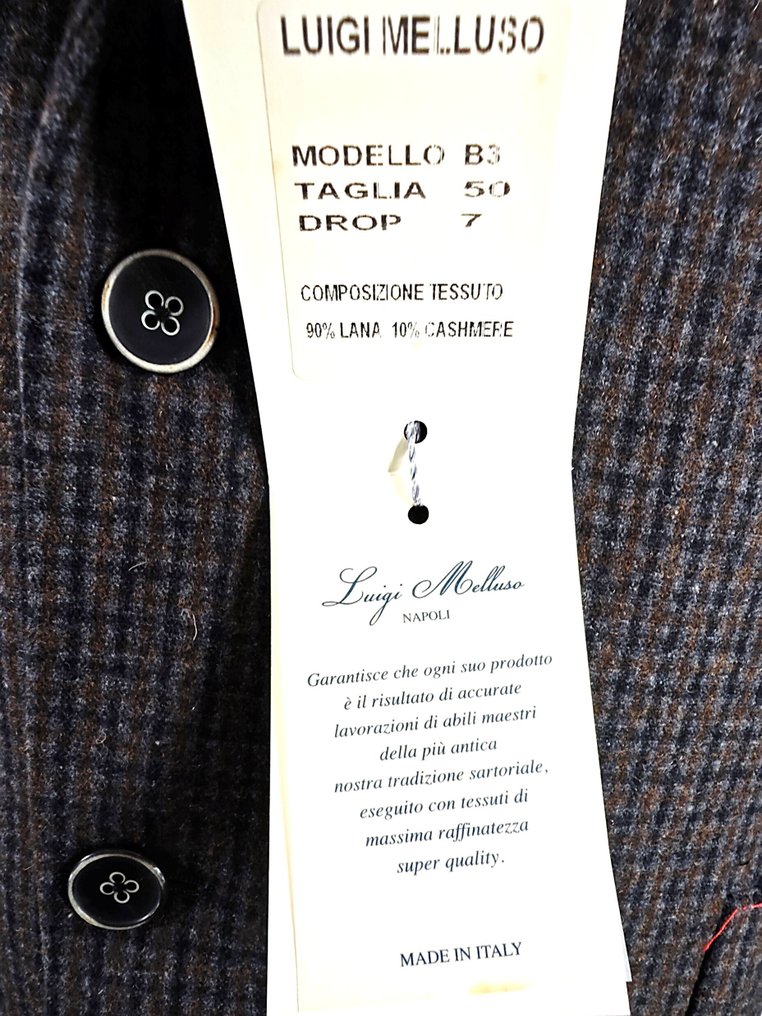 LUIGI MELLUSO
MODELLO B3
TAGLIA 50
DROP 7
COMPOSIZIONE TESSUTO
90% LANA 10% CASHMERE
Luigi Melluso
NAPOLI
Garantisce che ogni suo prodotto
è il risultato di accurate
lavorazioni di abili maestri
della più antica
nostra tradizione sartoriale,
eseguito con tessuti di
massima raffinatezza
super quality.
MADE IN ITALY